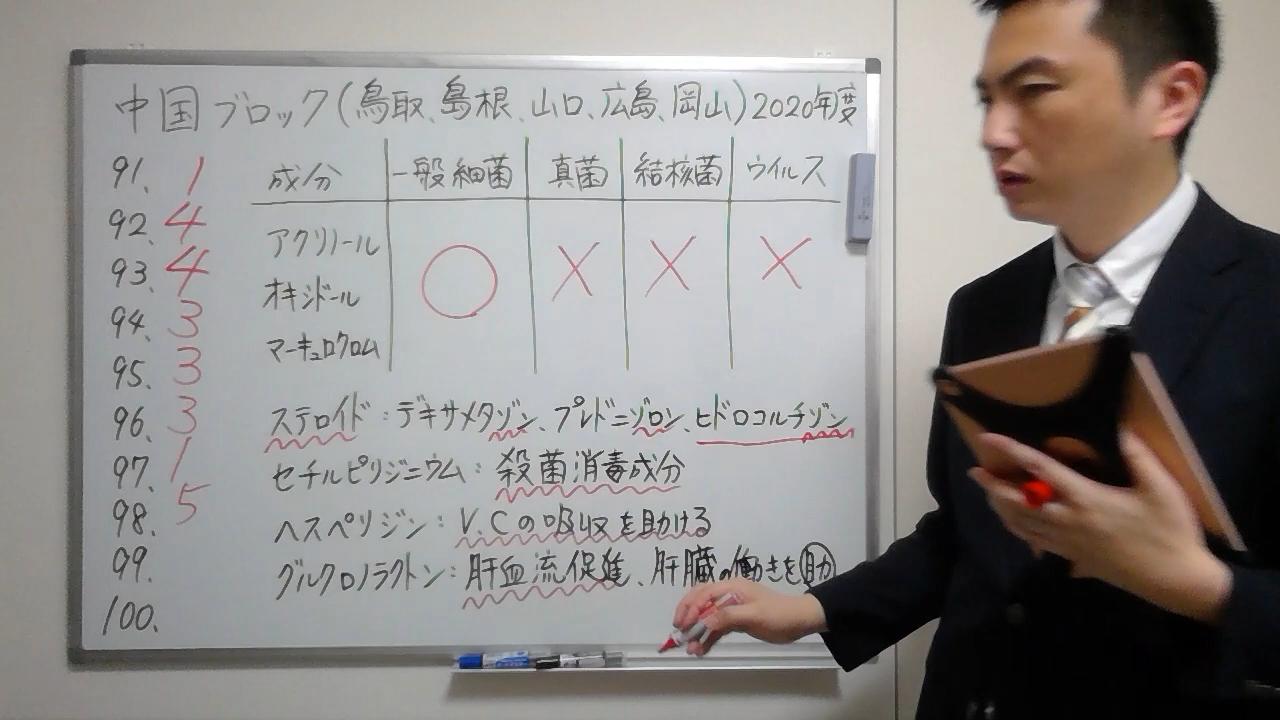 中国ブロック(鳥取、島根、山口、広島、岡山)2020年度
91. 1
92. 4
93. 4
94. 3
95. 3
96. 3
97. 1
98. 5
99.
100.
成分 一般細菌 真菌 結核菌 ウイルス
アクリノール
オキシドール ○ × × ×
マーキュロクロム
ステロイド:デキサメタゾン、プレドニゾロン、ヒドロコルチゾン
セチルピリジニウム:殺菌消毒成分
ヘスペリジン:V.Cの吸収を助ける
グルクロノラクトン:肝血流促進、肝臓の働きを助